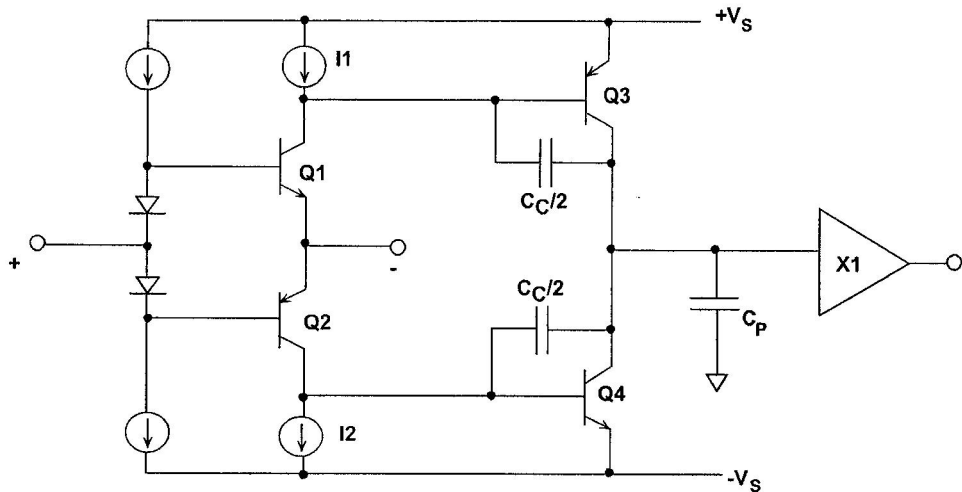 +VS
I1
Q3
Q1
CC/2
+
-
X1
CC/2
Q2
CP
Q4
I2
-VS